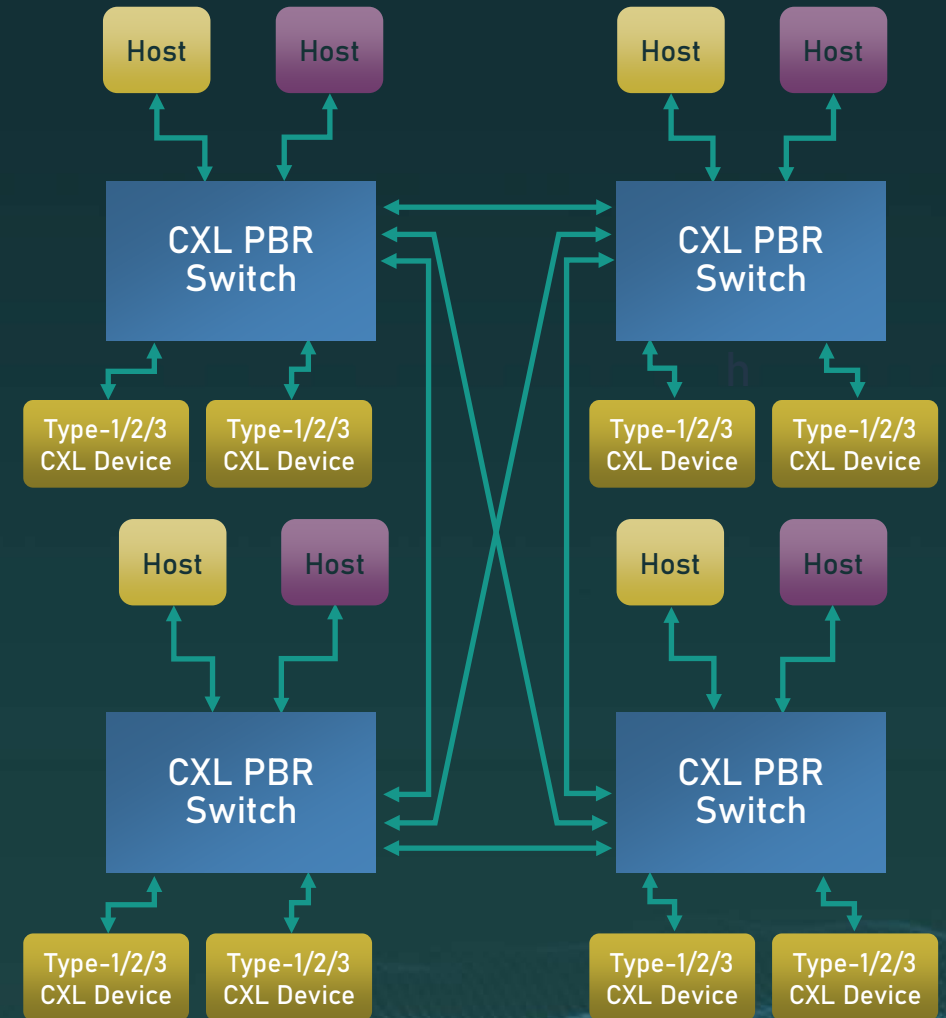 Host
Host
Host
Host
CXL PBR
Switch
CXL PBR
Switch
h
Type-1/2/3
CXL Device
Type-1/2/3
CXL Device
Type-1/2/3
CXL Device
Type-1/2/3
CXL Device
Host
Host
Host
Host
CXL PBR
Switch
CXL PBR
Switch
Type-1/2/3
CXL Device
Type-1/2/3
CXL Device
Type-1/2/3
CXL Device
Type-1/2/3
CXL Device